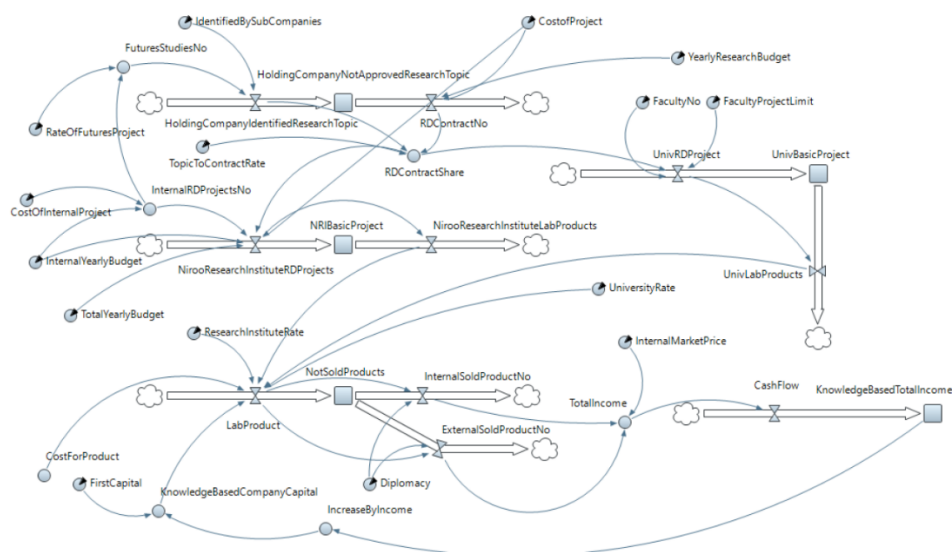 IdentifiedBySubCompanies
CostofProject
FuturesStudiesNo
YearlyResearchBudget
HoldingCompanyNotApprovedResearchTopic
FacultyNo
FacultyProjectLimit
HoldingCompanyIdentifiedResearchTopic
RDContractNo
RateOfFuturesProject
TopicToContractRate
RDContractShare
UnivRDProject
UnivBasicProject
InternalRDProjectsNo
CostOfInternalProject
NRIBasicProject
NirooResearchInstituteLabProducts
InternalYearlyBudget
NirooResearchInstituteRDProjects
UnivLabProducts
UniversityRate
TotalYearlyBudget
ResearchInstituteRate
InternalMarketPrice
NotSoldProducts
InternalSoldProductNo
CashFlow
KnowledgeBasedTotalIncome
TotalIncome
LabProduct
ExternalSoldProductNo
CostForProduct
FirstCapital
KnowledgeBasedCompanyCapital
Diplomacy
IncreaseByIncome